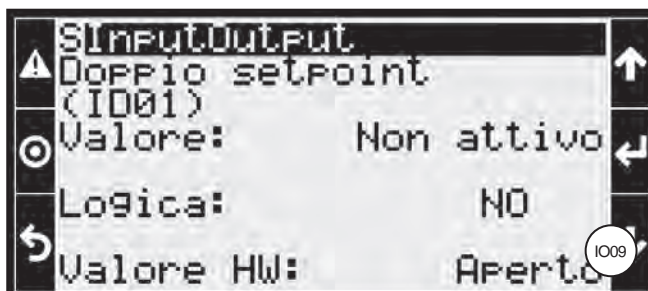 SInputOutput
Doppio setpoint
(ID01)
Valore: Non attivo
Logica: NO
Valore HW: Aperto
IO09